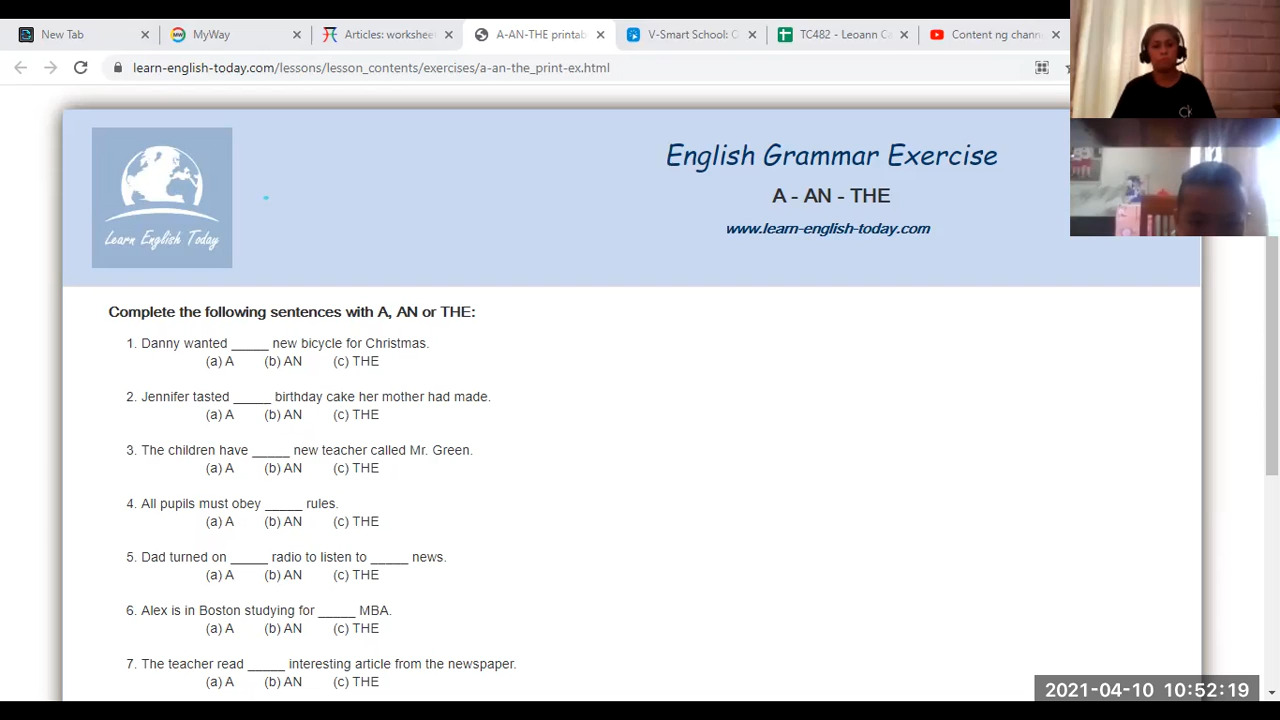 New Tab
MyWay
Articles: workshee
A-AN-THE printab
V-Smart School: C
TC482 - Leoann Ca
Content ng chann
learn-english-today.com/lessons/lesson_contents/exercises/a-an-the_print-ex.html
Learn English Today
English Grammar Exercise
A - AN - THE
www.learn-english-today.com
Complete the following sentences with A, AN or THE:
1. Danny wanted _____ new bicycle for Christmas.
(a) A (b) AN (c) THE
2. Jennifer tasted _____ birthday cake her mother had made.
(a) A (b) AN (c) THE
3. The children have _____ new teacher called Mr. Green.
(a) A (b) AN (c) THE
4. All pupils must obey _____ rules.
(a) A (b) AN (c) THE
5. Dad turned on _____ radio to listen to _____ news.
(a) A (b) AN (c) THE
6. Alex is in Boston studying for _____ MBA.
(a) A (b) AN (c) THE
7. The teacher read _____ interesting article from the newspaper.
(a) A (b) AN (c) THE
2021-04-10 10:52:19